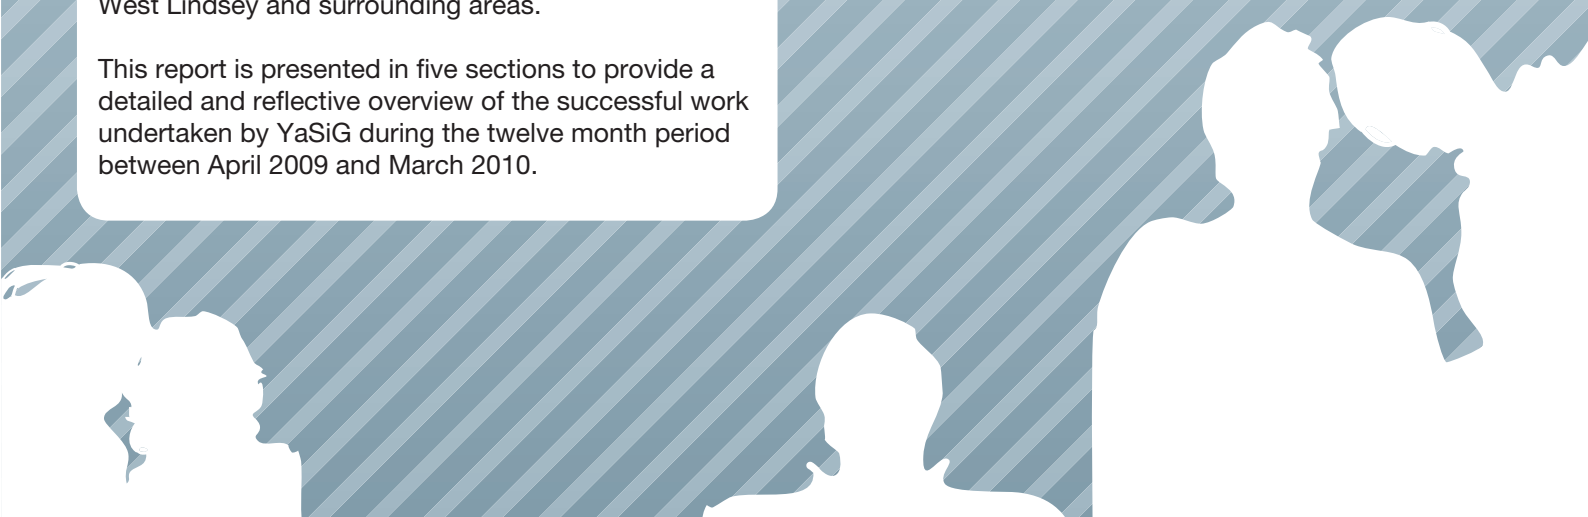 West Lindsey and surrounding areas.
This report is presented in five sections to provide a
detailed and reflective overview of the successful work
undertaken by YaSiG during the twelve month period
between April 2009 and March 2010.